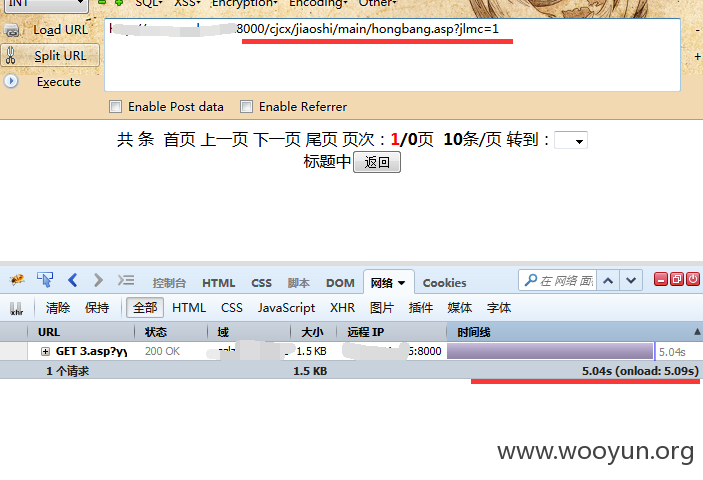 INT SQL- XSS- Encryption- Encoding- Other-
Load URL :8000/cjcx/jiaoshi/main/hongbang.asp?jlmc=1 -
Split URL +
Execute
Enable Post data Enable Referrer
共 条 首页 上一页 下一页 尾页 页次：1/0页 10条/页 转到：
标题中 返回
控制台 HTML CSS 脚本 DOM 网络 Cookies 在 网络 面
清除 保持 全部 HTML CSS JavaScript XHR 图片 插件 媒体 字体
URL 状态 域 大小 远程 IP 时间线
GET 3.asp?yy 200 OK 1.5 KB 5:8000 5.04s
1 个请求 1.5 KB 5.04s (onload: 5.09s)
www.wooyun.org